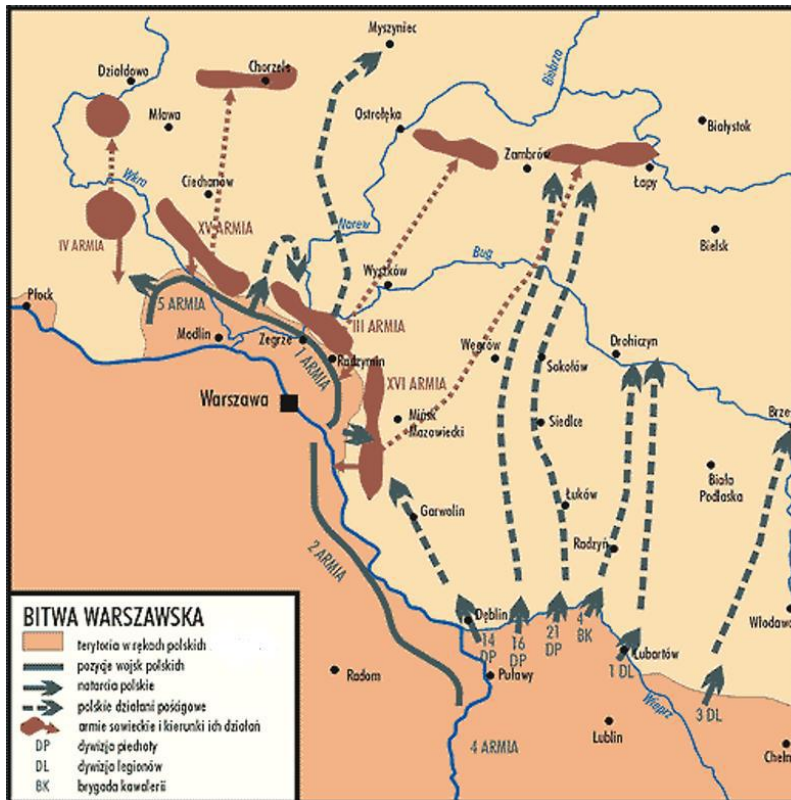 Myszyniec
Działdowo
Chorzele
Biebrza
Mława
Ostrołęka
Białystok
Zambrów
Łapy
Wkra
Ciechanów
XV ARMIA
IV ARMIA
Narew
Bielsk
Bug
Wyszków
Płock
5 ARMIA
Modlin
Zegrze
III ARMIA
Radzymin
1 ARMIA
Węgrów
Drohiczyn
Sokołów
XVI ARMIA
Warszawa
Mińsk
Mazowiecki
Siedlce
Brze
Biała
Podlaska
Garwolin
Łuków
Radzyń
2 ARMIA
Dęblin
14
DP
16
DP
21
DP
4
BK
Włodawa
Lubartów
1 DL
Puławy
Radom
Wieprz
3 DL
Lublin
4 ARMIA
Chełm
BITWA WARSZAWSKA
terytoria w rękach polskich
pozycje wojsk polskich
natarcia polskie
polskie działani pościgowe
armie sowieckie i kierunki ich działań
DP dywizja piechoty
DL dywizja legionów
BK brygada kawalerii